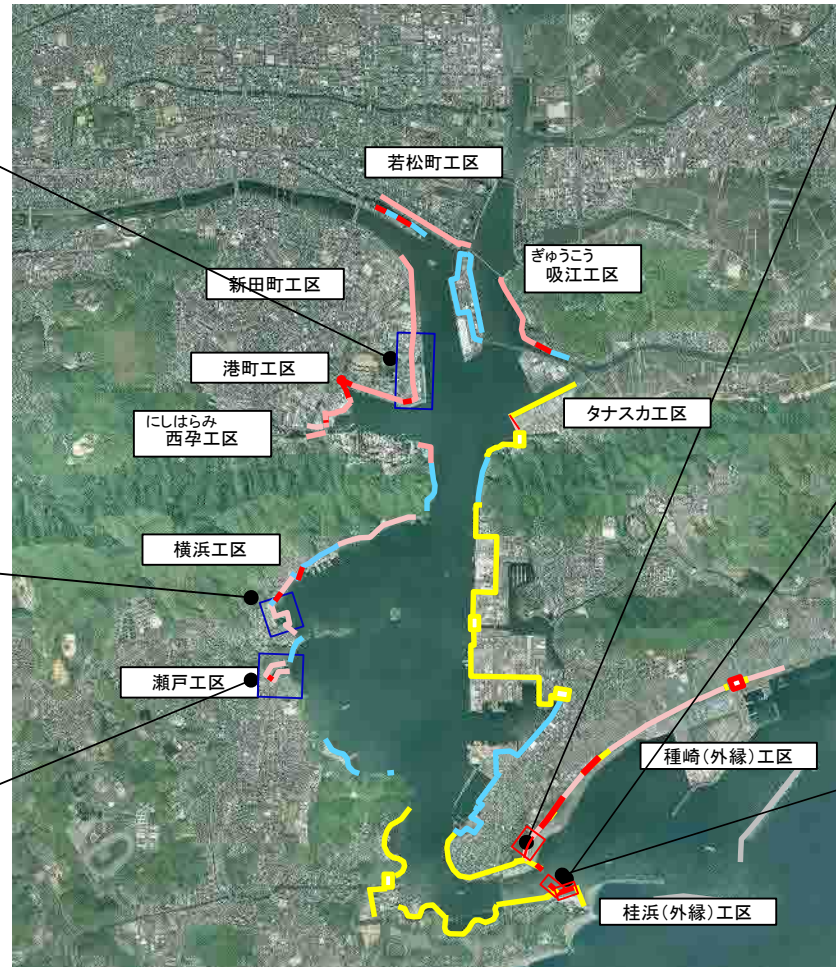 若松町工区
ぎゅうこう
吸江工区
新田町工区
港町工区
にしはらみ
西孕工区
タナスカ工区
横浜工区
瀬戸工区
種崎(外縁)工区
桂浜(外縁)工区